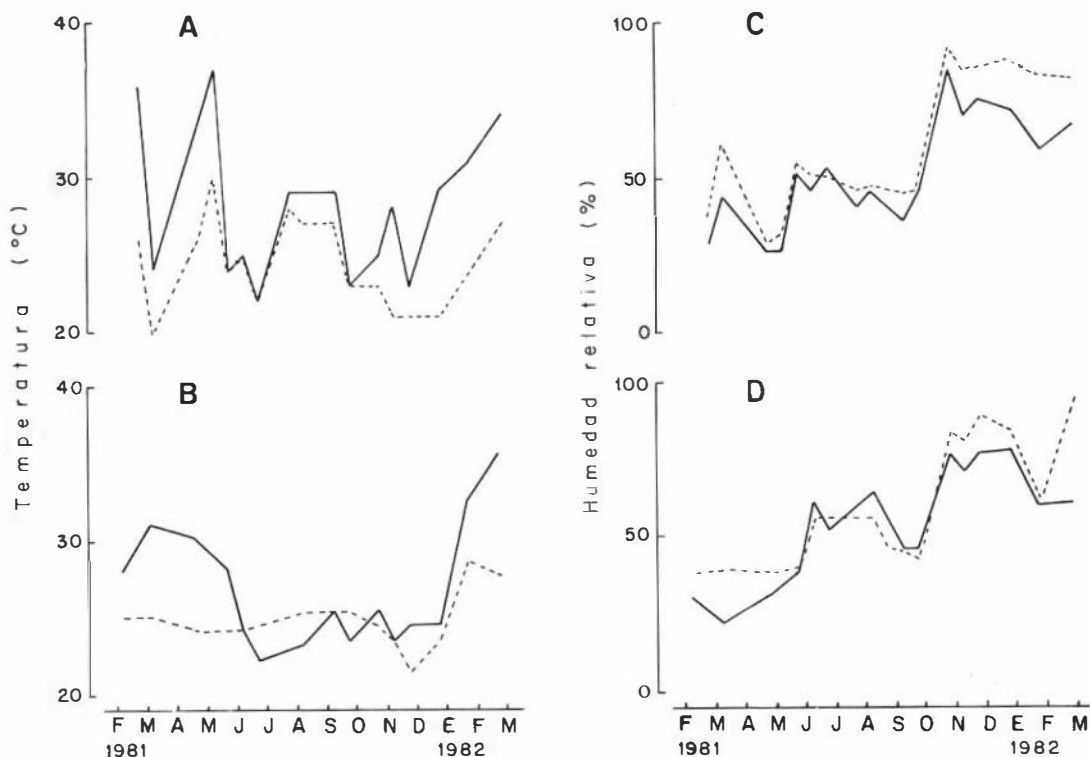 A
B
Temperatura (°C)
40
30
20
40
30
20
F M A M J J A S O N D E F M
1981 1982
C
D
Humedad relativa (%)
100
50
0
100
50
0
F M A M J J A S O N D E F M
1981 1982